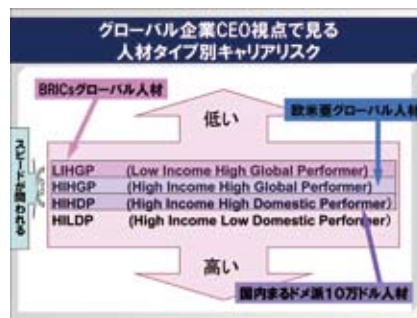 グローバル企業CEO視点で見る
人材タイプ別キャリアリスク
BRICsグローバル人材
低い
欧米亜グローバル人材
スピードが問われる
LIHGP (Low Income High Global Performer)
HIHGP (High Income High Global Performer)
HIHDP (High Income High Domestic Performer)
HILDP (High Income Low Domestic Performer)
高い
国内まるドメ派10万ドル人材